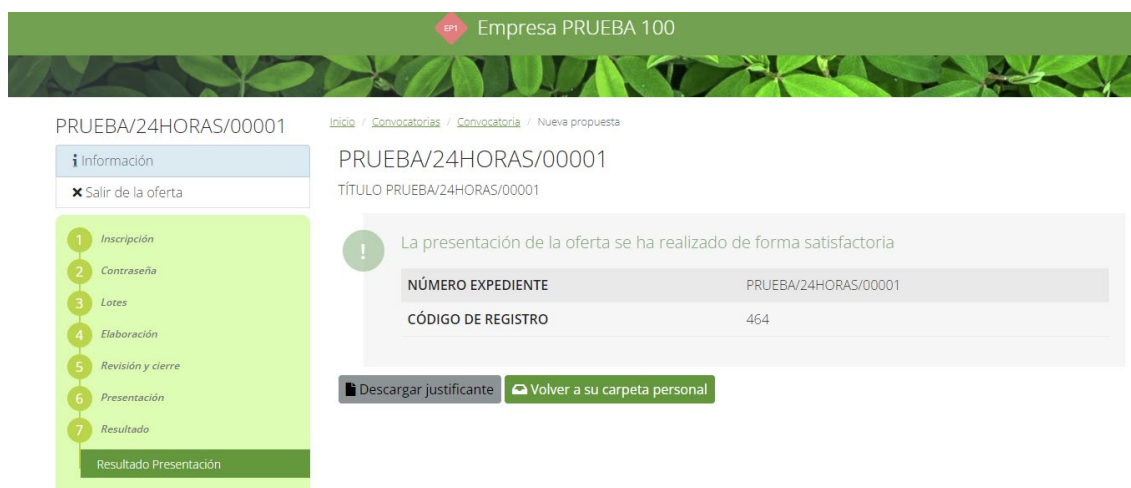 EP1 Empresa PRUEBA 100
PRUEBA/24HORAS/00001
i Información
✕ Salir de la oferta
1 Inscripción
2 Contraseña
3 Lotes
4 Elaboración
5 Revisión y cierre
6 Presentación
7 Resultado
Resultado Presentación
Inicio / Convocatorias / Convocatoria / Nueva propuesta
PRUEBA/24HORAS/00001
TÍTULO PRUEBA/24HORAS/00001
! La presentación de la oferta se ha realizado de forma satisfactoria
NÚMERO EXPEDIENTE PRUEBA/24HORAS/00001
CÓDIGO DE REGISTRO 464
Descargar justificante Volver a su carpeta personal